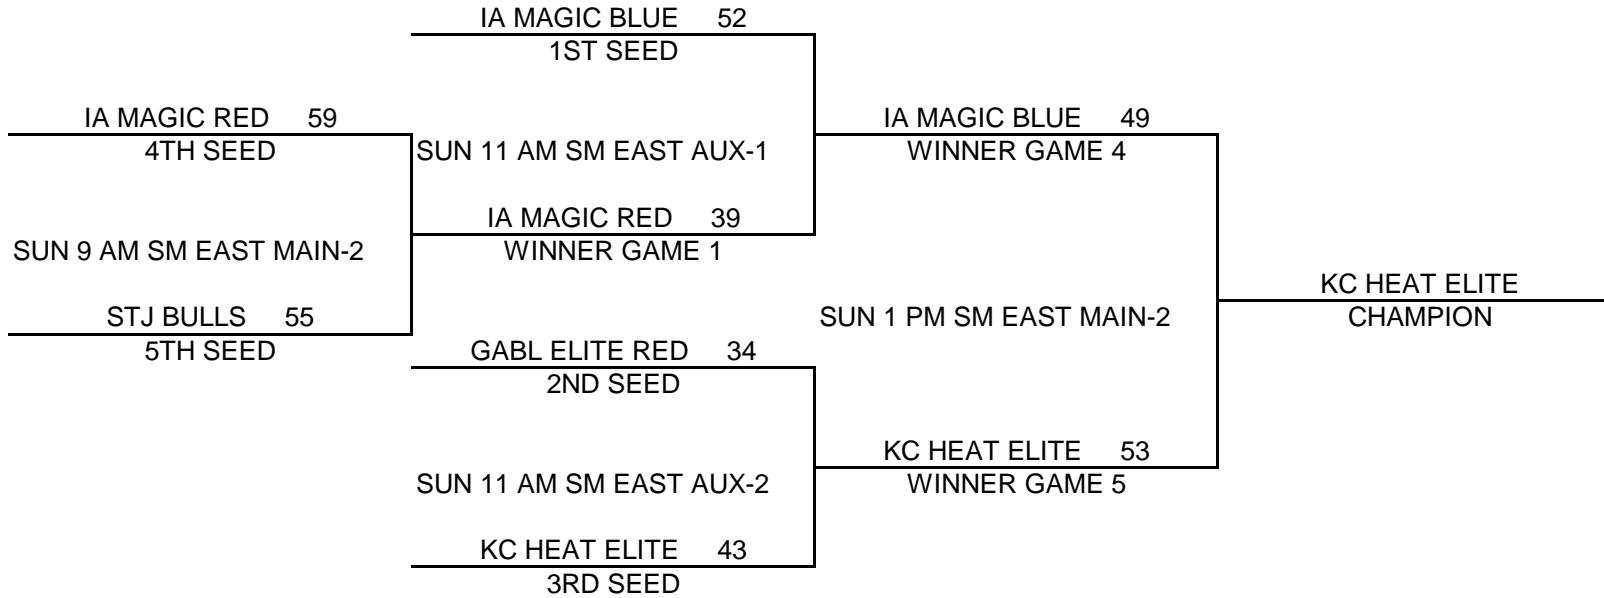 IA MAGIC BLUE 52
1ST SEED
IA MAGIC RED 59
4TH SEED
SUN 11 AM SM EAST AUX-1
IA MAGIC BLUE 49
WINNER GAME 4
IA MAGIC RED 39
WINNER GAME 1
SUN 9 AM SM EAST MAIN-2
STJ BULLS 55
5TH SEED
KC HEAT ELITE
CHAMPION
SUN 1 PM SM EAST MAIN-2
GABL ELITE RED 34
2ND SEED
KC HEAT ELITE 53
WINNER GAME 5
SUN 11 AM SM EAST AUX-2
KC HEAT ELITE 43
3RD SEED